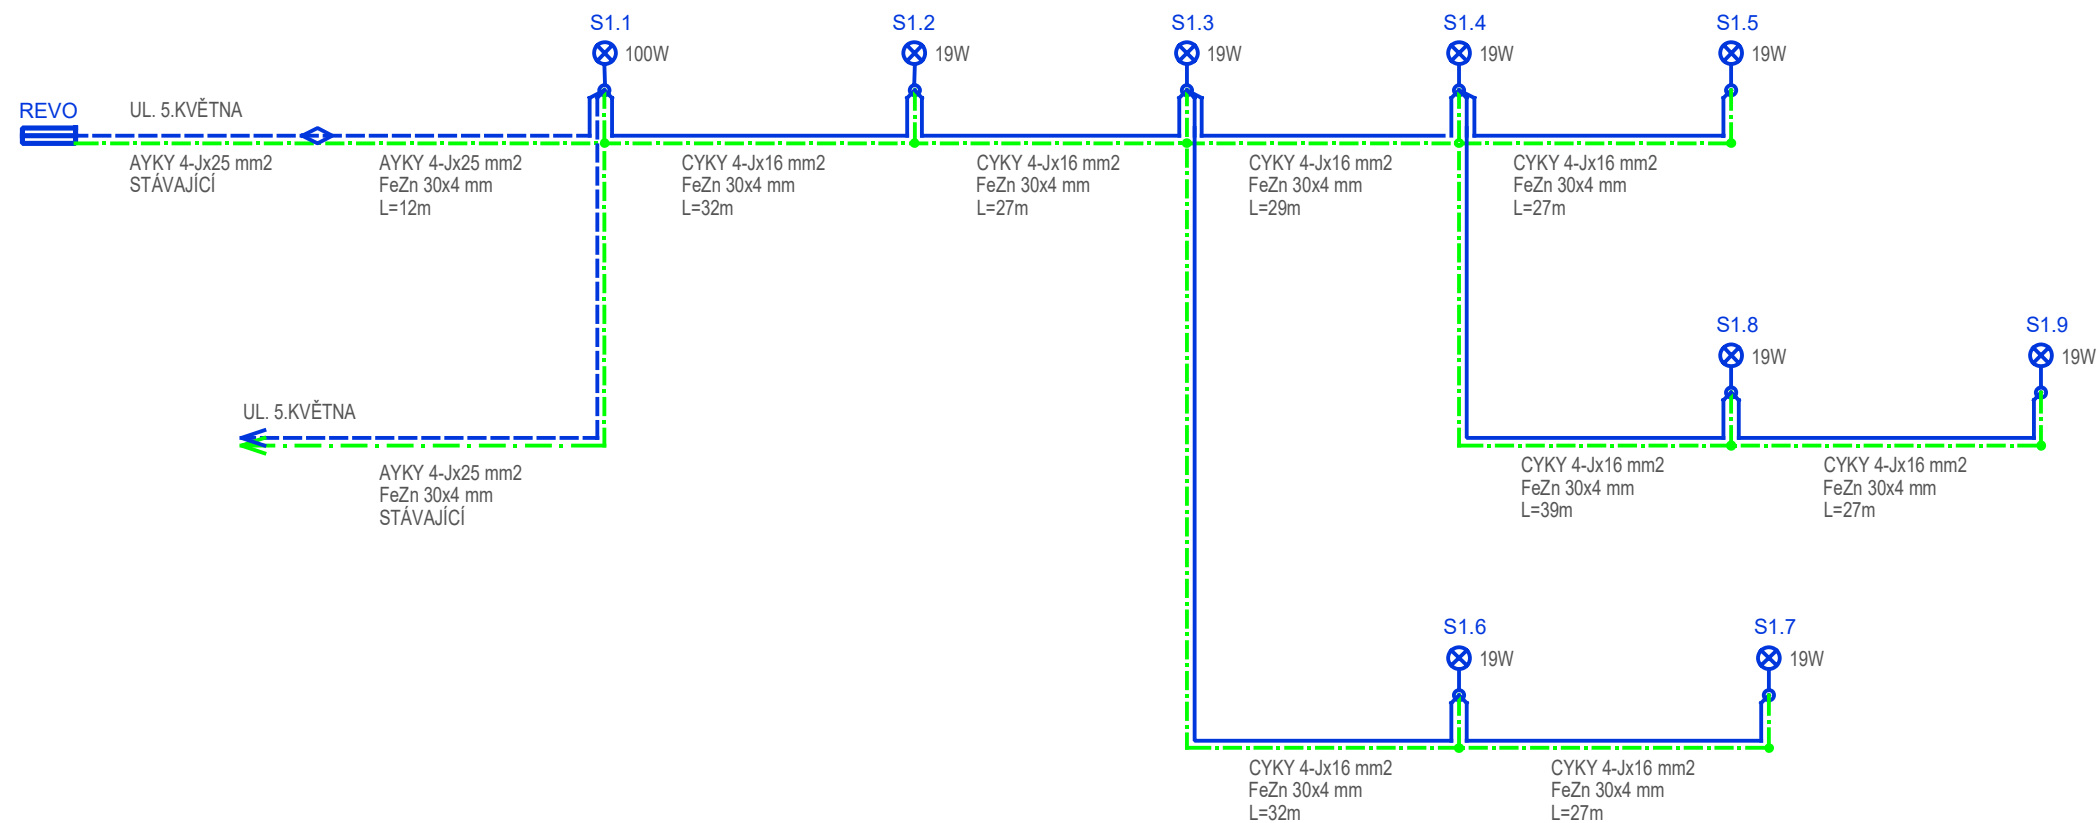 S1.1
100W
S1.2
19W
S1.3
19W
S1.4
19W
S1.5
19W
REVO
UL. 5.KVĚTNA
AYKY 4-Jx25 mm2
STÁVAJÍCÍ
AYKY 4-Jx25 mm2
FeZn 30x4 mm
L=12m
CYKY 4-Jx16 mm2
FeZn 30x4 mm
L=32m
CYKY 4-Jx16 mm2
FeZn 30x4 mm
L=27m
CYKY 4-Jx16 mm2
FeZn 30x4 mm
L=29m
CYKY 4-Jx16 mm2
FeZn 30x4 mm
L=27m
S1.8
19W
S1.9
19W
UL. 5.KVĚTNA
AYKY 4-Jx25 mm2
FeZn 30x4 mm
STÁVAJÍCÍ
CYKY 4-Jx16 mm2
FeZn 30x4 mm
L=39m
CYKY 4-Jx16 mm2
FeZn 30x4 mm
L=27m
S1.6
19W
S1.7
19W
CYKY 4-Jx16 mm2
FeZn 30x4 mm
L=32m
CYKY 4-Jx16 mm2
FeZn 30x4 mm
L=27m